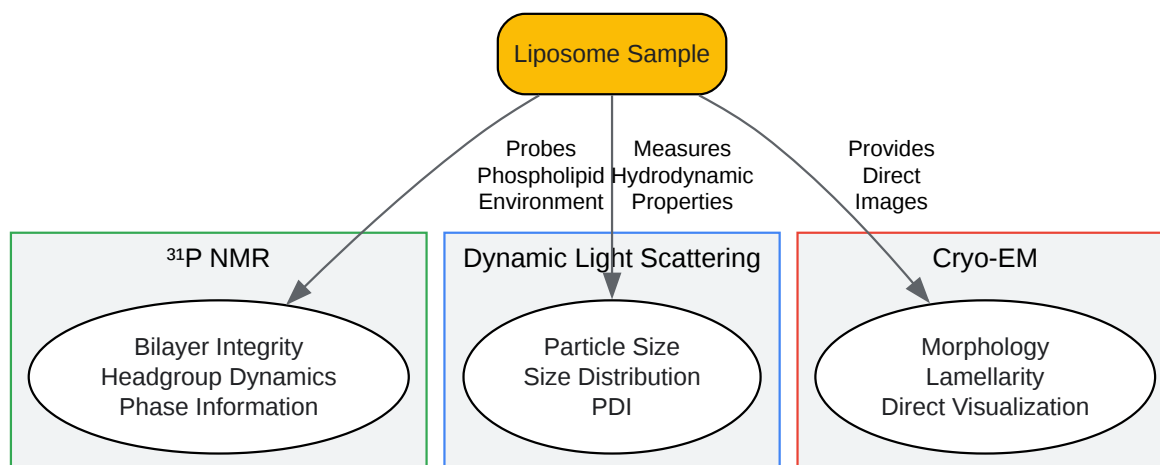 Liposome Sample
Probes
Phospholipid
Environment
Measures
Hydrodynamic
Properties
Provides
Direct
Images
³¹P NMR
Bilayer Integrity
Headgroup Dynamics
Phase Information
Dynamic Light Scattering
Particle Size
Size Distribution
PDI
Cryo-EM
Morphology
Lamellarity
Direct Visualization